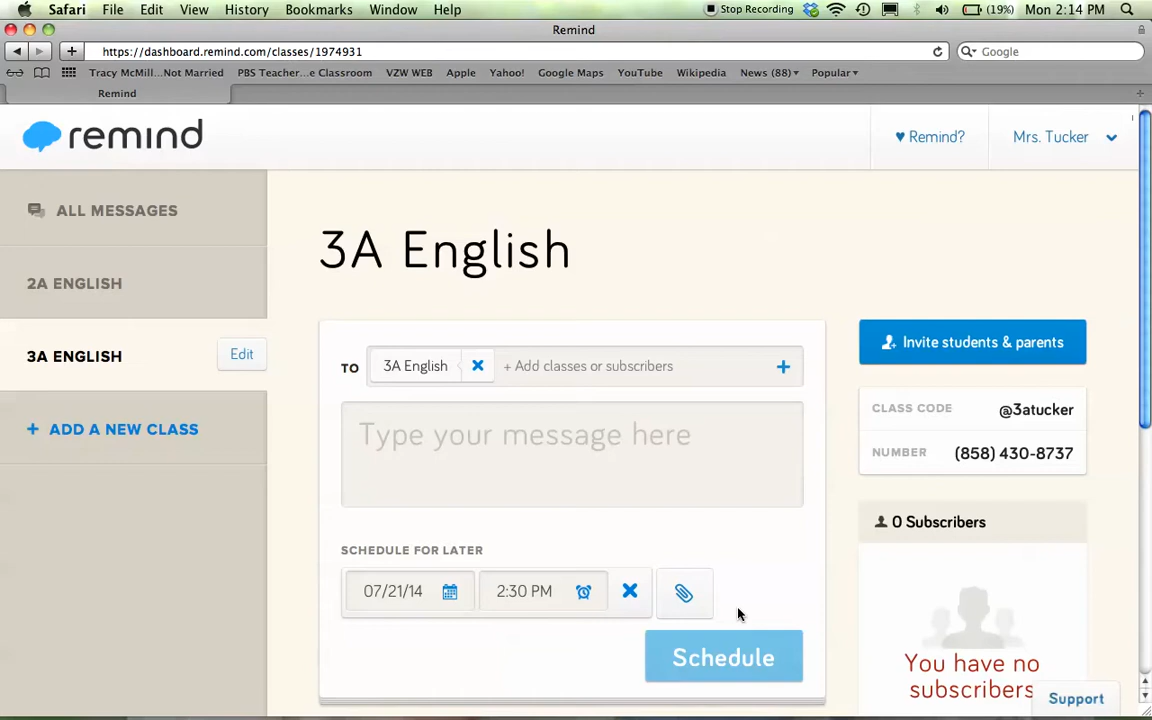 Safari File Edit View History Bookmarks Window Help Stop Recording (19%) Mon 2:14 PM
Remind
https://dashboard.remind.com/classes/1974931 Google
Tracy McMill...Not Married PBS Teacher...e Classroom VZW WEB Apple Yahoo! Google Maps YouTube Wikipedia News (88) Popular
Remind
remind ♥ Remind? Mrs. Tucker
ALL MESSAGES
2A ENGLISH
3A ENGLISH Edit
+ ADD A NEW CLASS
3A English
TO 3A English + Add classes or subscribers
Type your message here
SCHEDULE FOR LATER
07/21/14 2:30 PM
Schedule
Invite students & parents
CLASS CODE @3atucker
NUMBER (858) 430-8737
0 Subscribers
You have no
subscribers
Support